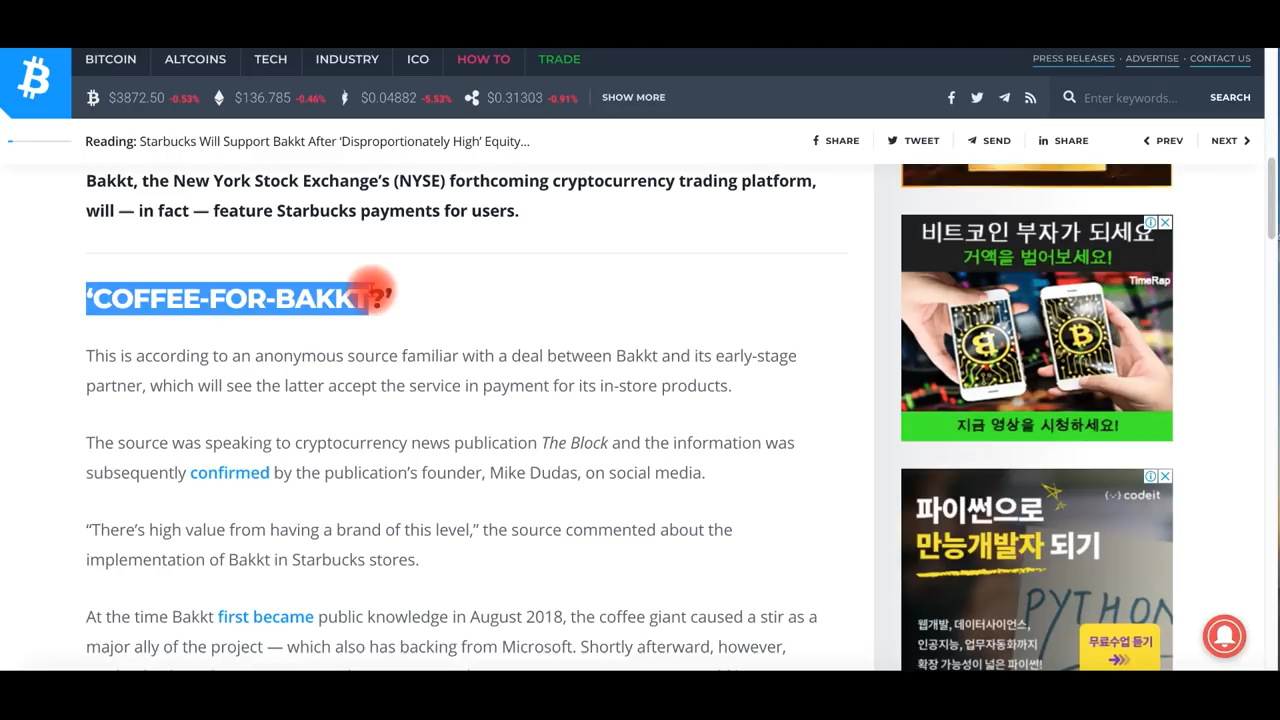 BITCOIN ALTCOINS TECH INDUSTRY ICO HOW TO TRADE
PRESS RELEASES · ADVERTISE · CONTACT US
$3872.50 -0.53% $136.785 -0.46% $0.04882 -5.53% $0.31303 -0.91% SHOW MORE
Enter keywords... SEARCH
Reading: Starbucks Will Support Bakkt After ‘Disproportionately High’ Equity...
SHARE TWEET SEND SHARE PREV NEXT
Bakkt, the New York Stock Exchange’s (NYSE) forthcoming cryptocurrency trading platform,
will — in fact — feature Starbucks payments for users.
‘COFFEE-FOR-BAKKT?’
This is according to an anonymous source familiar with a deal between Bakkt and its early-stage
partner, which will see the latter accept the service in payment for its in-store products.
The source was speaking to cryptocurrency news publication The Block and the information was
subsequently confirmed by the publication’s founder, Mike Dudas, on social media.
“There’s high value from having a brand of this level,” the source commented about the
implementation of Bakkt in Starbucks stores.
At the time Bakkt first became public knowledge in August 2018, the coffee giant caused a stir as a
major ally of the project — which also has backing from Microsoft. Shortly afterward, however,
비트코인 부자가 되세요
거액을 벌어보세요!
TimeRap
지금 영상을 시청하세요!
codeit
파이썬으로
만능개발자 되기
PYTHON
웹개발, 데이터사이언스,
인공지능, 업무자동화까지
확장 가능성이 넓은 파이썬!
무료수업 듣기